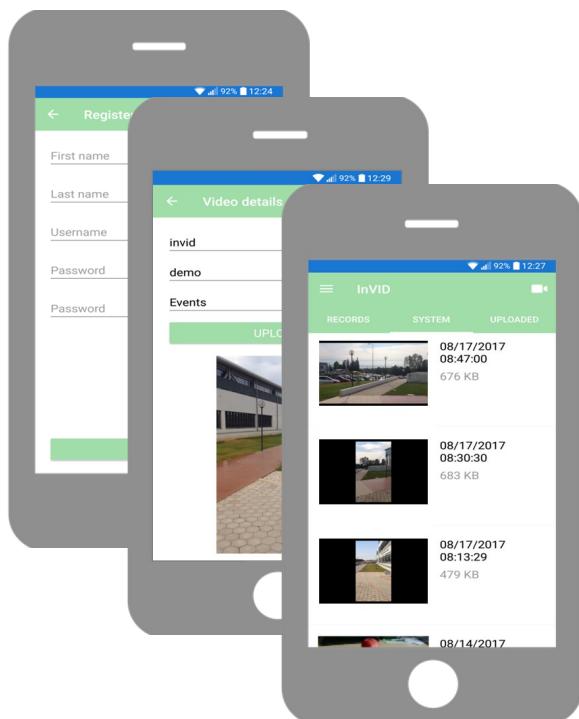 92% 12:24
Registe
First name
Last name
Username
Password
Password
92% 12:29
Video details
invid
demo
Events
UPLO
92% 12:27
InVID
RECORDS SYSTEM UPLOADED
08/17/2017
08:47:00
676 KB
08/17/2017
08:30:30
683 KB
08/17/2017
08:13:29
479 KB
08/14/2017